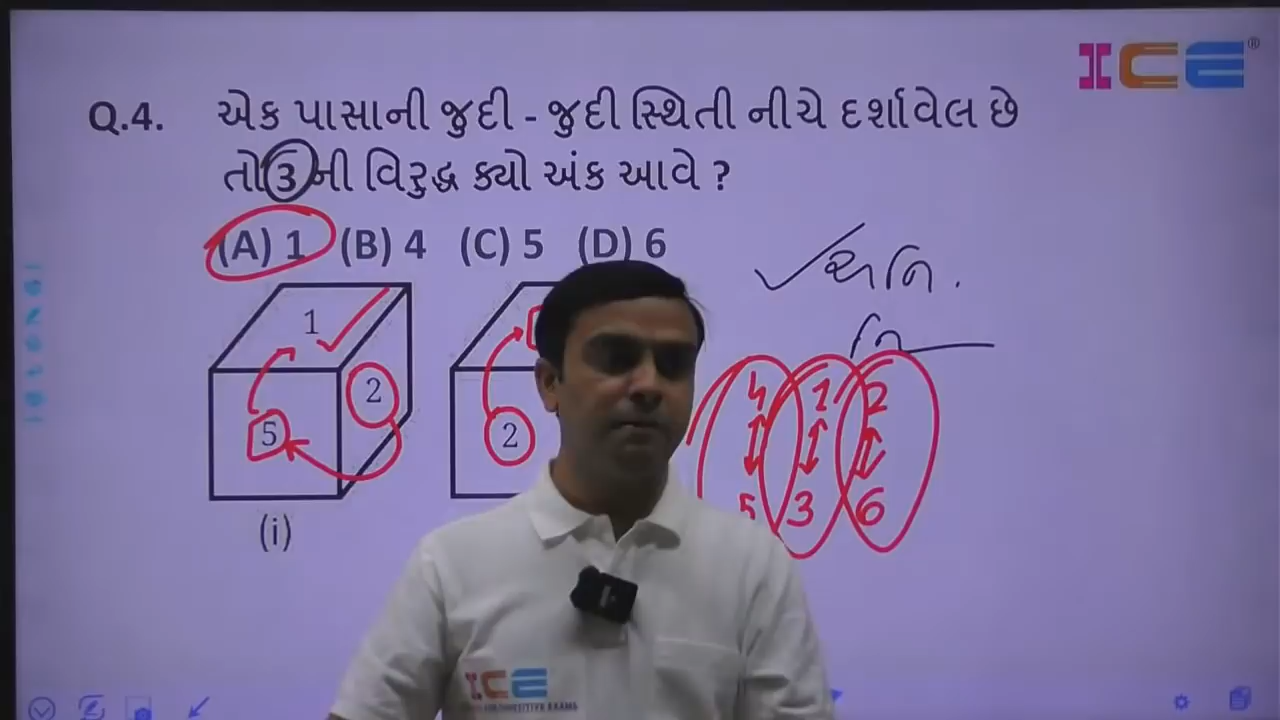 ICE®
Q.4. એક પાસાની જુદી - જુદી સ્થિતી નીચે દર્શાવેલ છે
તો 3 ની વિરુદ્ધ ક્યો અંક આવે ?
(A) 1 (B) 4 (C) 5 (D) 6
1
2
5
2
(i)
4 1 2
5 3 6
ICE